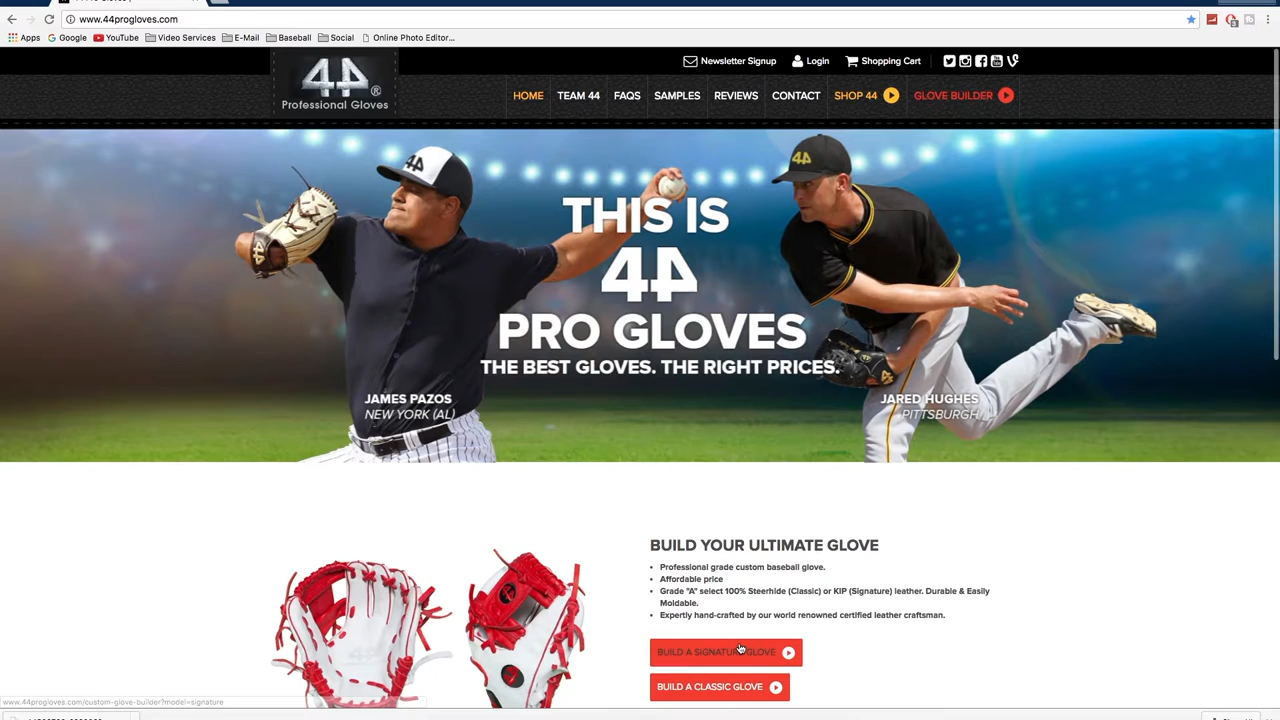 www.44progloves.com
Apps Google YouTube Video Services E-Mail Baseball Social Online Photo Editor...
44®
Professional Gloves
Newsletter Signup Login Shopping Cart
HOME TEAM 44 FAQS SAMPLES REVIEWS CONTACT SHOP 44 GLOVE BUILDER
THIS IS
44
PRO GLOVES
THE BEST GLOVES. THE RIGHT PRICES.
JAMES PAZOS
NEW YORK (AL)
JARED HUGHES
PITTSBURGH
BUILD YOUR ULTIMATE GLOVE
• Professional grade custom baseball glove.
• Affordable price
• Grade "A" select 100% Steerhide (Classic) or KIP (Signature) leather. Durable & Easily
Moldable.
• Expertly hand-crafted by our world renowned certified leather craftsman.
BUILD A SIGNATURE GLOVE
BUILD A CLASSIC GLOVE
www.44progloves.com/custom-glove-builder?model=signature